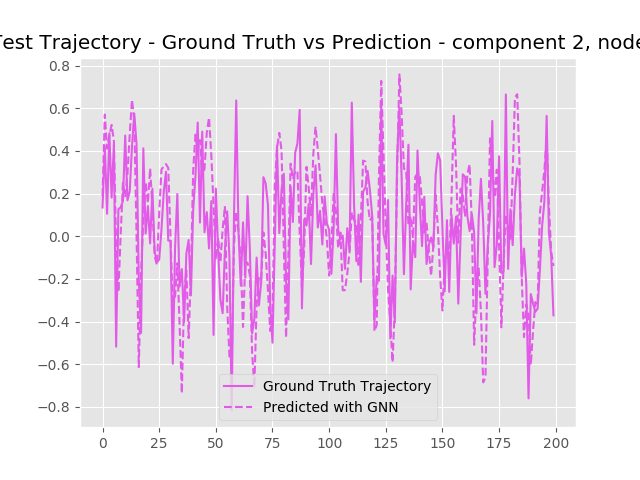 Test Trajectory - Ground Truth vs Prediction - component 2, node
0.8
0.6
0.4
0.2
0.0
−0.2
−0.4
−0.6
−0.8
Ground Truth Trajectory
Predicted with GNN
0 25 50 75 100 125 150 175 200